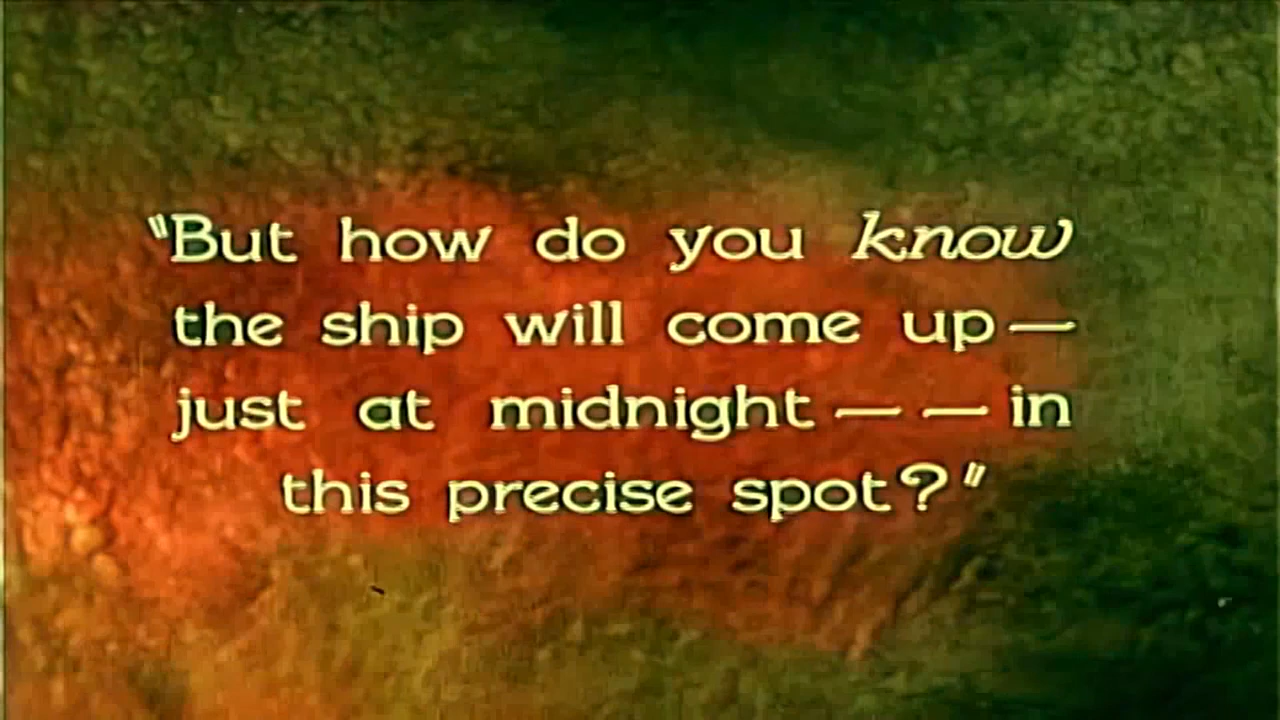 "But how do you know
the ship will come up—
just at midnight — — in
this precise spot?"